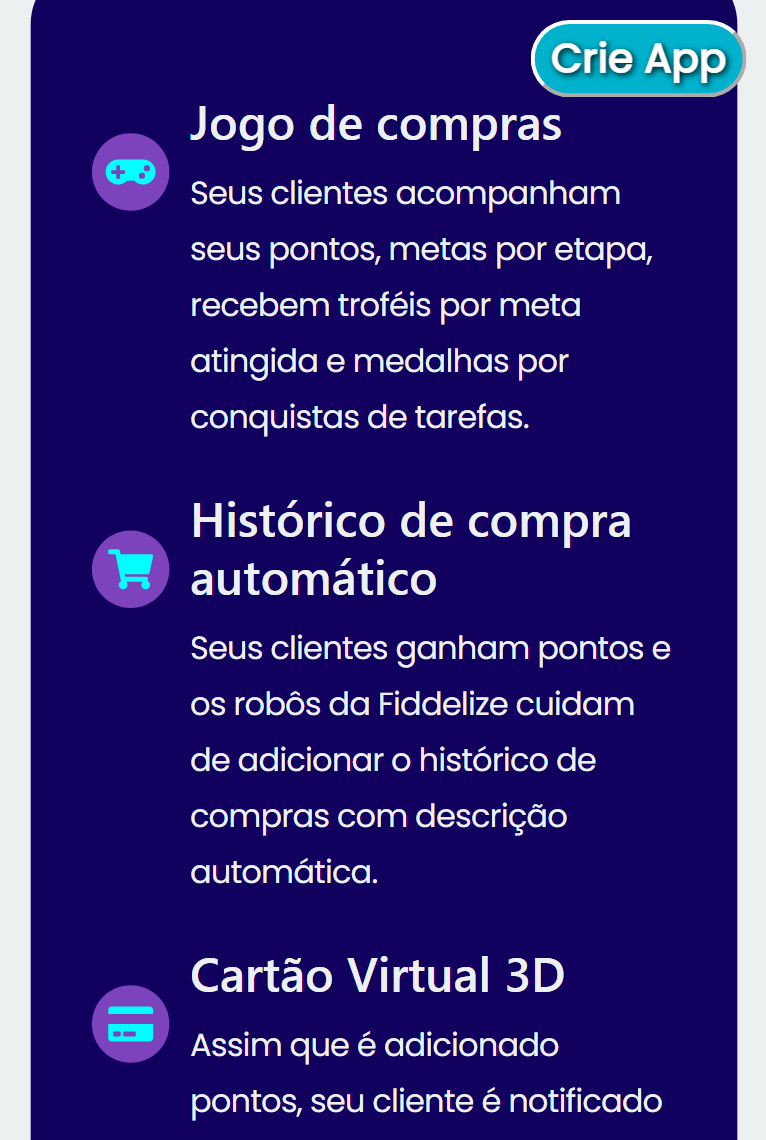 Crie App
Jogo de compras
Seus clientes acompanham
seus pontos, metas por etapa,
recebem troféis por meta
atingida e medalhas por
conquistas de tarefas.
Histórico de compra
automático
Seus clientes ganham pontos e
os robôs da Fiddelize cuidam
de adicionar o histórico de
compras com descrição
automática.
Cartão Virtual 3D
Assim que é adicionado
pontos, seu cliente é notificado